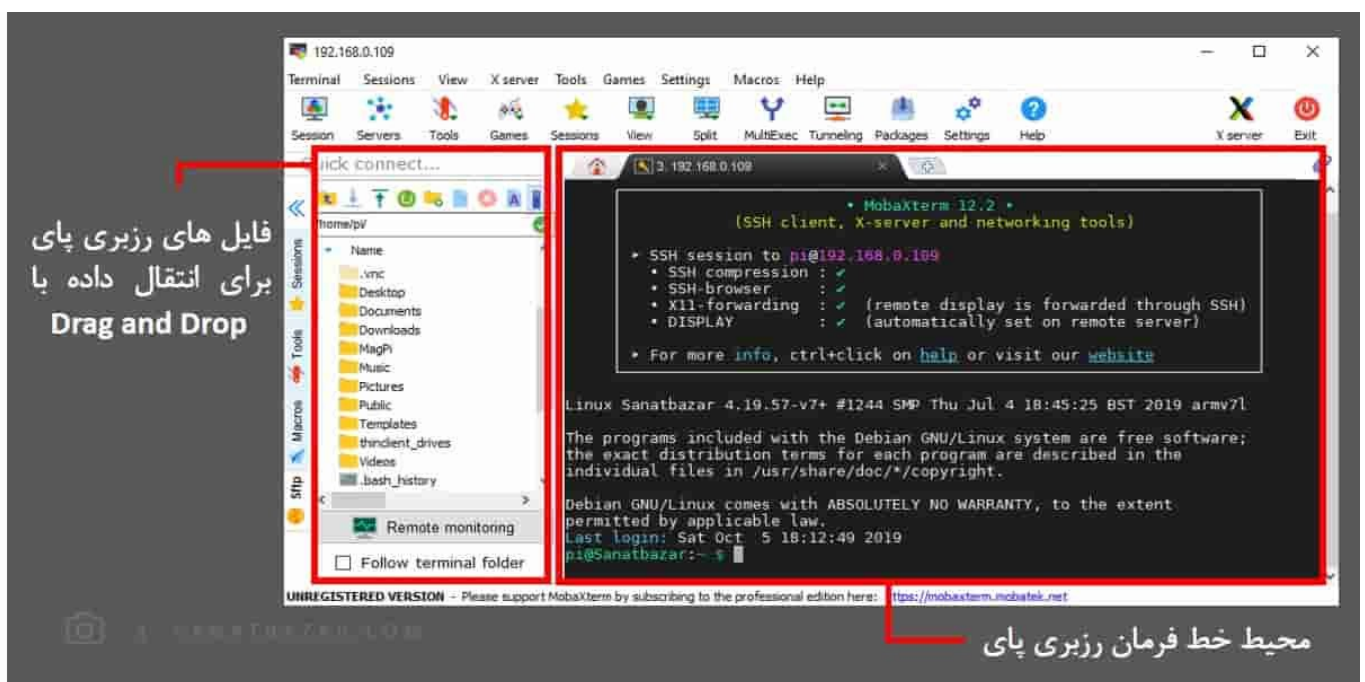 192.168.0.109
Terminal Sessions View X server Tools Games Settings Macros Help
Session Servers Tools Games Sessions View Split MultiExec Tunneling Packages Settings Help X server Exit
Quick connect...
3. 192.168.0.109
/home/pi/
Name
.vnc
Desktop
Documents
Downloads
MagPi
Music
Pictures
Public
Templates
thinclient_drives
Videos
.bash_history
Remote monitoring
Follow terminal folder
Sessions
Tools
Macros
Sftp
• MobaXterm 12.2 •
(SSH client, X-server and networking tools)
▸ SSH session to pi@192.168.0.109
• SSH compression : ✔
• SSH-browser : ✔
• X11-forwarding : ✔ (remote display is forwarded through SSH)
• DISPLAY : ✔ (automatically set on remote server)
▸ For more info, ctrl+click on help or visit our website
Linux Sanatbazar 4.19.57-v7+ #1244 SMP Thu Jul 4 18:45:25 BST 2019 armv7l
The programs included with the Debian GNU/Linux system are free software;
the exact distribution terms for each program are described in the
individual files in /usr/share/doc/*/copyright.
Debian GNU/Linux comes with ABSOLUTELY NO WARRANTY, to the extent
permitted by applicable law.
Last login: Sat Oct 5 18:12:49 2019
pi@Sanatbazar:~ $
UNREGISTERED VERSION - Please support MobaXterm by subscribing to the professional edition here: https://mobaxterm.mobatek.net
فایل های رزبری پای
برای انتقال داده با
Drag and Drop
محیط خط فرمان رزبری پای